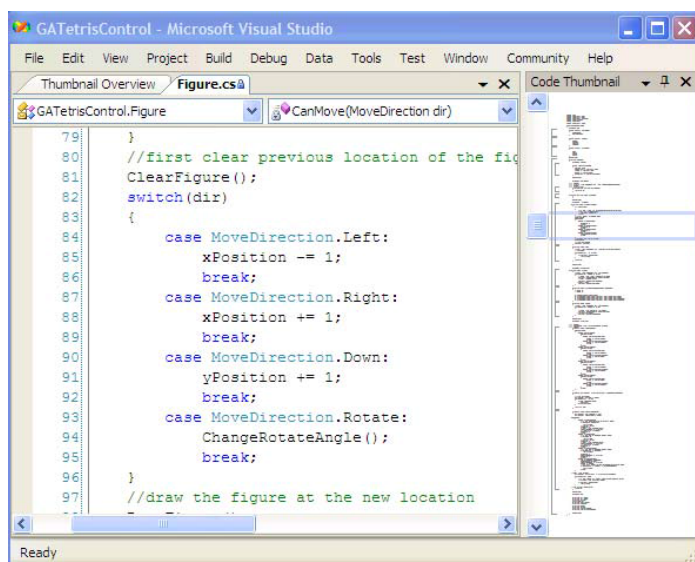 GATetrisControl - Microsoft Visual Studio
File Edit View Project Build Debug Data Tools Test Window Community Help
Thumbnail Overview Figure.cs Code Thumbnail
GATetrisControl.Figure CanMove(MoveDirection dir)
79 }
80 //first clear previous location of the fig
81 ClearFigure();
82 switch(dir)
83 {
84 case MoveDirection.Left:
85 xPosition -= 1;
86 break;
87 case MoveDirection.Right:
88 xPosition += 1;
89 break;
90 case MoveDirection.Down:
91 yPosition += 1;
92 break;
93 case MoveDirection.Rotate:
94 ChangeRotateAngle();
95 break;
96 }
97 //draw the figure at the new location
Ready